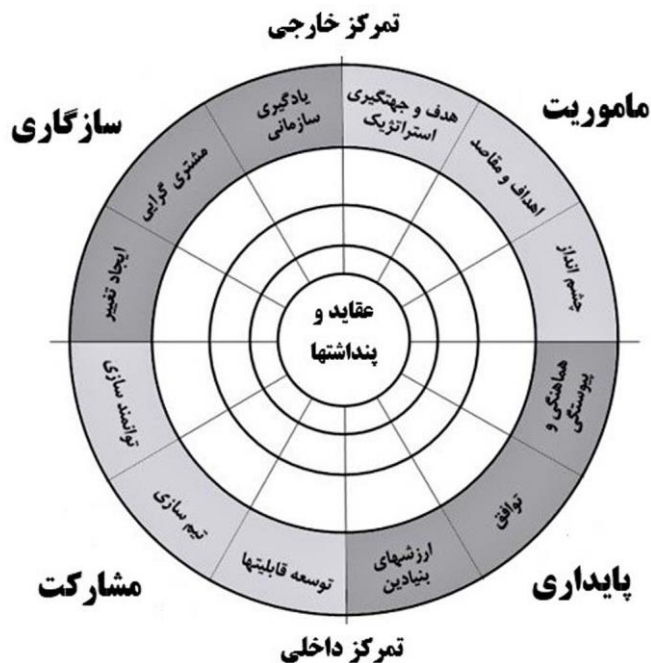 تمرکز خارجی
ماموریت
سازگاری
هدف و جهتگیری
استراتژیک
اهداف و مقاصد
چشم انداز
یادگیری
سازمانی
مشتری گرایی
ایجاد تغییر
عقاید و
پنداشتها
هماهنگی و
پیوستگی
توافق
ارزشهای
بنیادین
توانمند سازی
تیم سازی
توسعه قابلیتها
پایداری
مشارکت
تمرکز داخلی